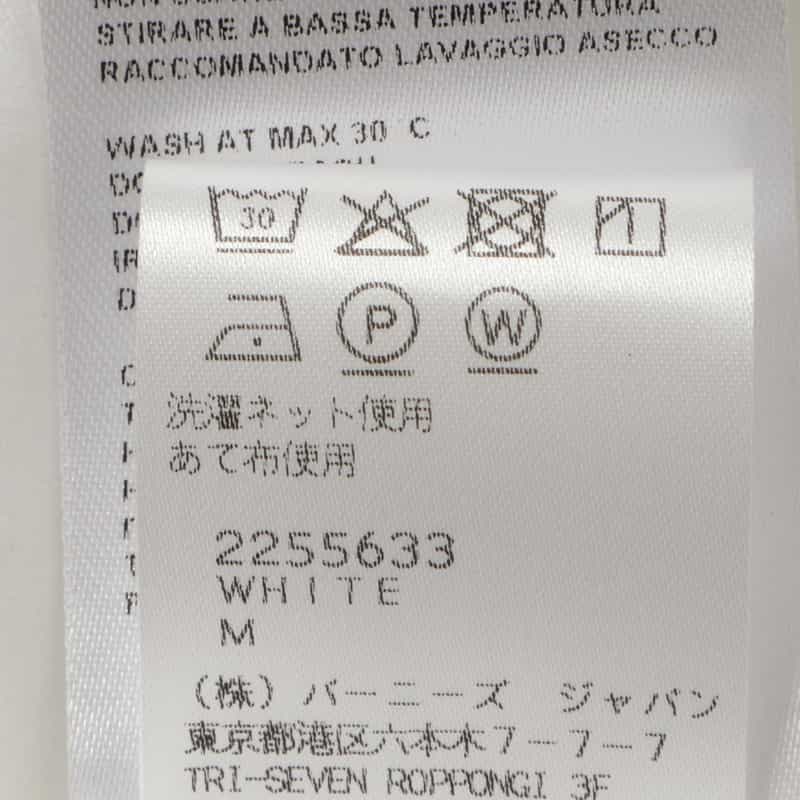 STIRARE A BASSA TEMPERATURA
RACCOMANDATO LAVAGGIO ASECCO
WASH AT MAX 30 °C
30
P
W
洗濯ネット使用
あて布使用
2255633
WHITE
M
(株) バーニーズ ジャパン
東京都港区六本木7-7-7
TRI-SEVEN ROPPONGI 3F